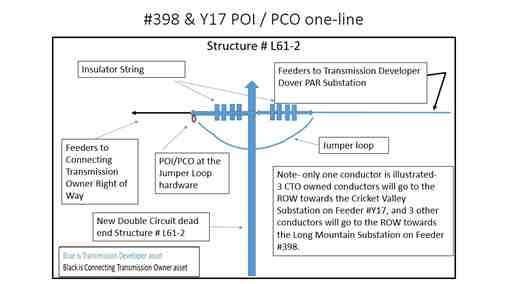 #398 & Y17 POI / PCO one-line
Structure # L61-2
Insulator String
Feeders to Transmission Developer
Dover PAR Substation
Feeders to
Connecting
Transmission
Owner Right of
Way
POI/PCO at the
Jumper Loop
hardware
Jumper loop
Note- only one conductor is illustrated-
3 CTO owned conductors will go to the
ROW towards the Cricket Valley
Substation on Feeder #Y17, and 3 other
conductors will go to the ROW towards
the Long Mountain Substation on Feeder
#398.
New Double Circuit dead
end Structure # L61-2
Blue is Transmission Developer asset
Black is Connecting Transmission Owner asset